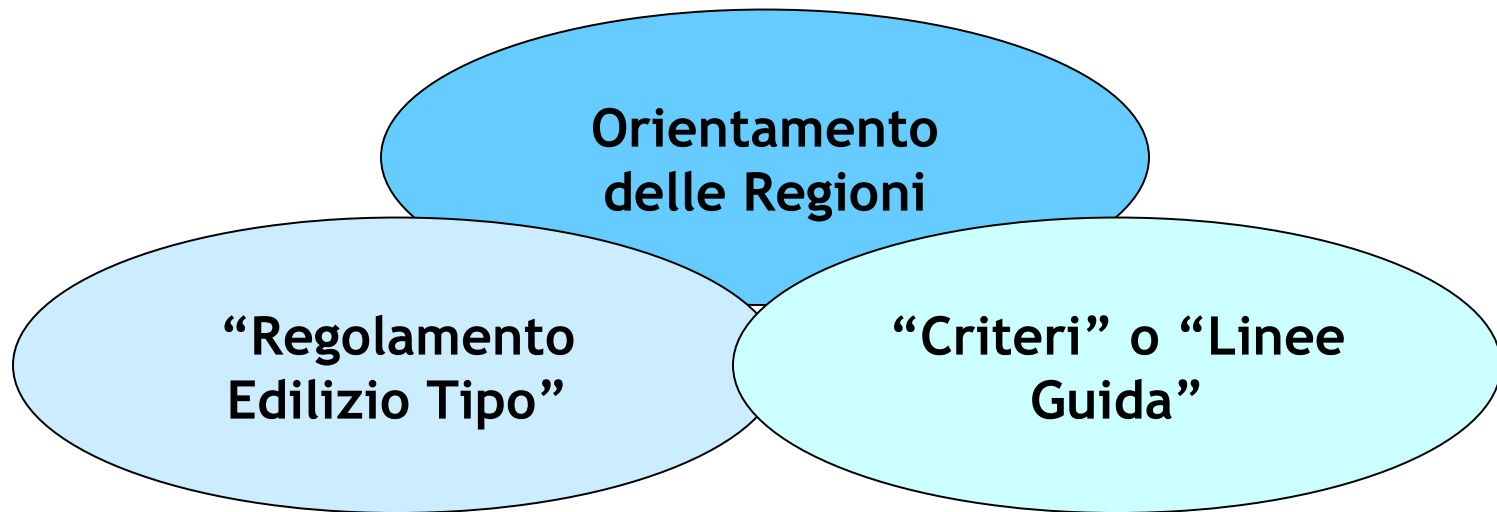 Orientamento
delle Regioni
“Regolamento
Edilizio Tipo”
“Criteri” o “Linee
Guida”